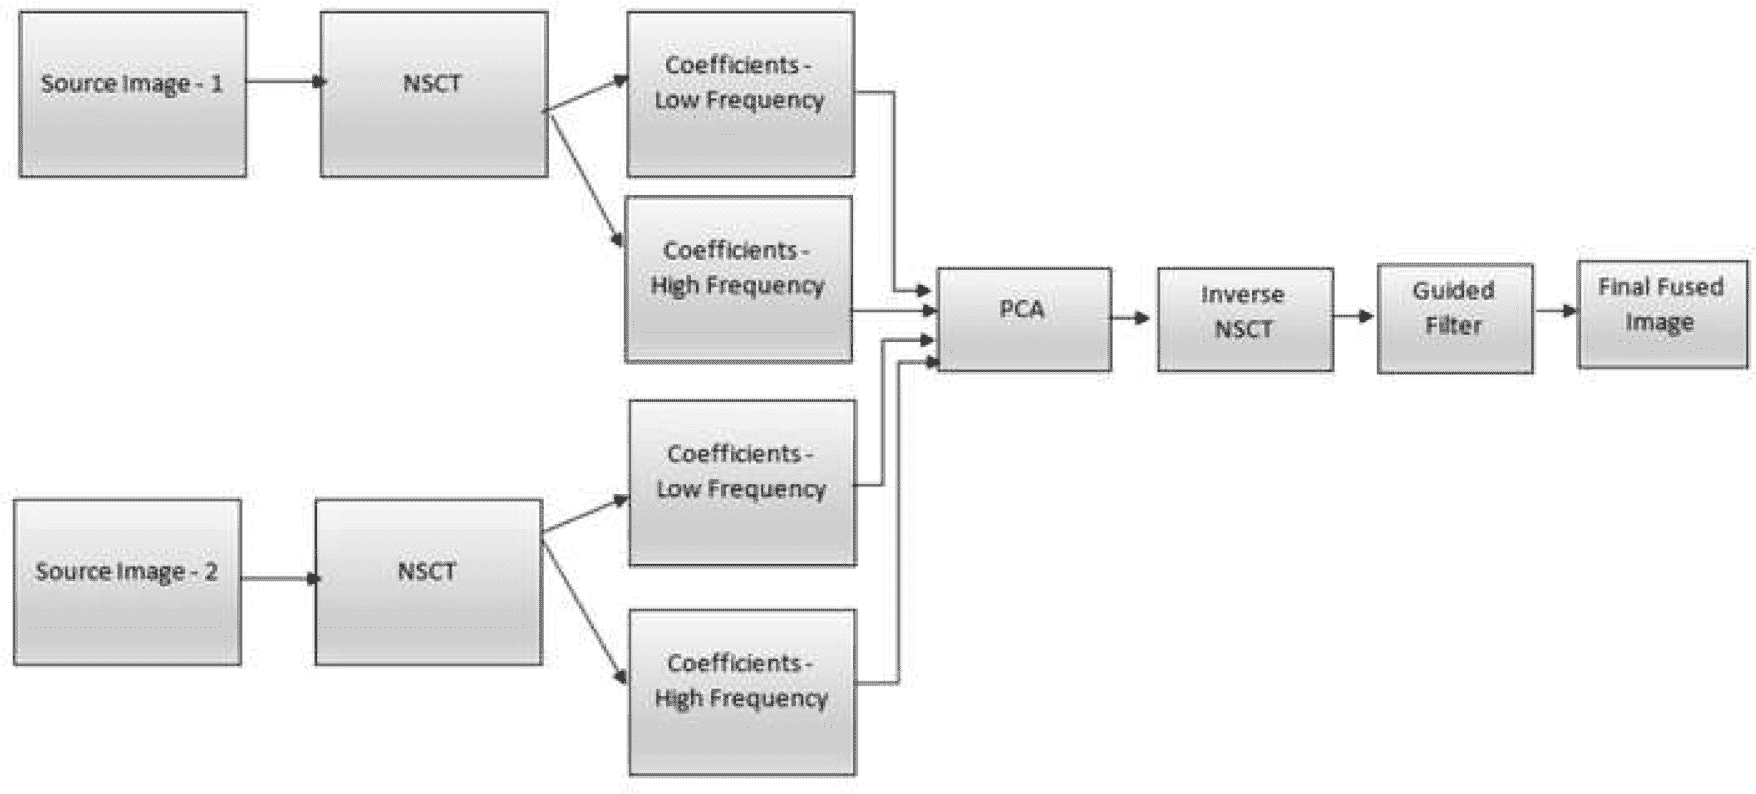 Source Image - 1
NSCT
Coefficients -
Low Frequency
Coefficients -
High Frequency
PCA
Inverse
NSCT
Guided
Filter
Final Fused
Image
Coefficients -
Low Frequency
Source Image - 2
NSCT
Coefficients -
High Frequency